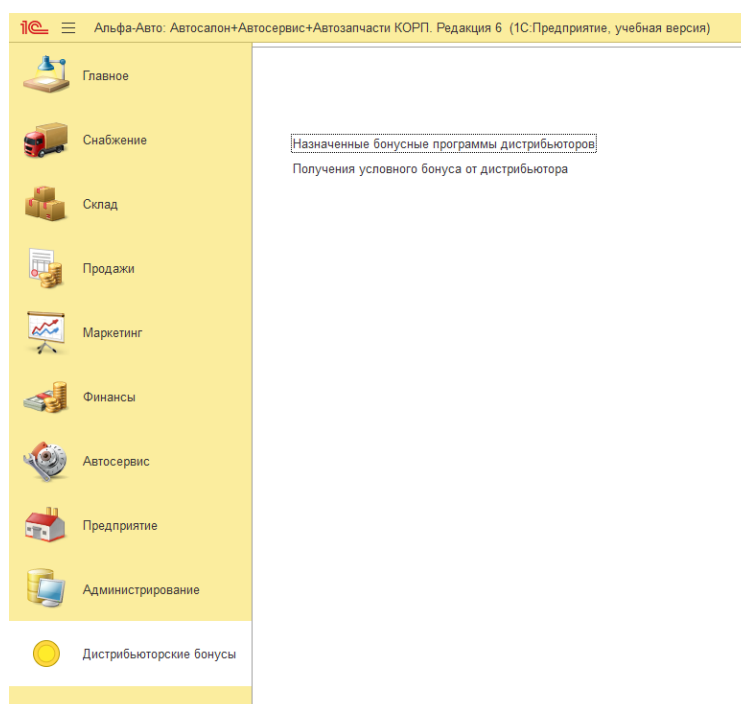 1С Альфа-Авто: Автосалон+Автосервис+Автозапчасти КОРП. Редакция 6 (1С:Предприятие, учебная версия)
Главное
Снабжение
Склад
Продажи
Маркетинг
Финансы
Автосервис
Предприятие
Администрирование
Дистрибьюторские бонусы
Назначенные бонусные программы дистрибьюторов
Получения условного бонуса от дистрибьютора